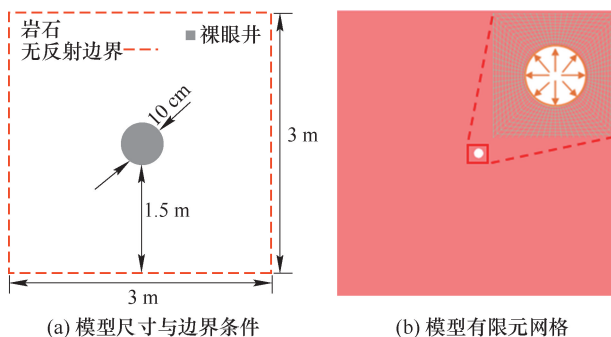 岩石
无反射边界
裸眼井
10 cm
3 m
1.5 m
3 m
(a) 模型尺寸与边界条件
(b) 模型有限元网格